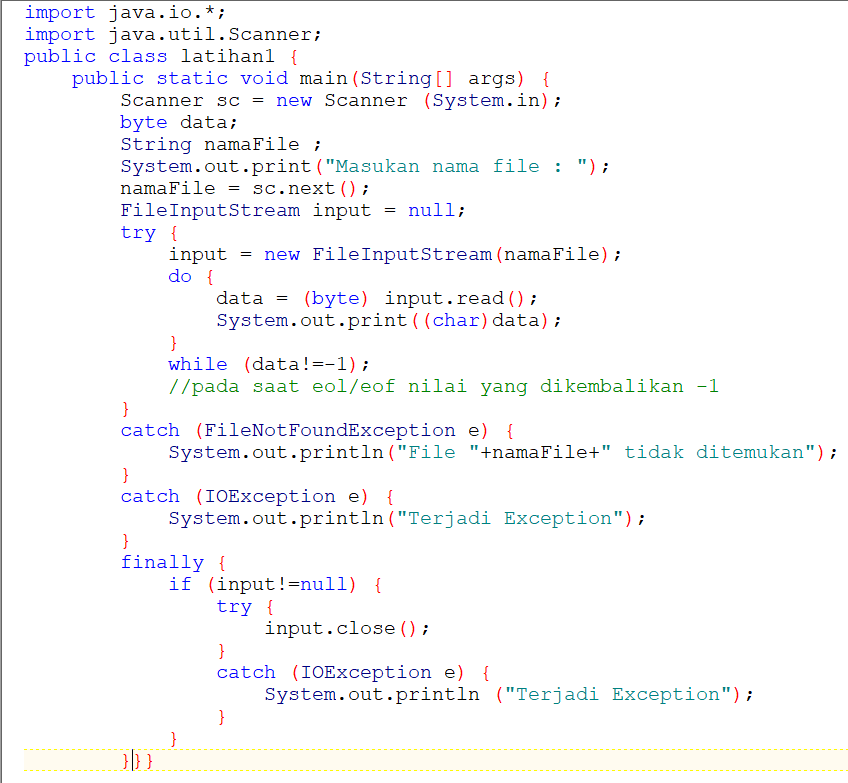 import java.io.*;
import java.util.Scanner;
public class latihan1 {
    public static void main(String[] args) {
        Scanner sc = new Scanner (System.in);
        byte data;
        String namaFile ;
        System.out.print("Masukan nama file : ");
        namaFile = sc.next();
        FileInputStream input = null;
        try {
            input = new FileInputStream(namaFile);
            do {
                data = (byte) input.read();
                System.out.print((char)data);
            }
            while (data!=-1);
            //pada saat eol/eof nilai yang dikembalikan -1
        }
        catch (FileNotFoundException e) {
            System.out.println("File "+namaFile+" tidak ditemukan");
        }
        catch (IOException e) {
            System.out.println("Terjadi Exception");
        }
        finally {
            if (input!=null) {
                try {
                    input.close();
                }
                catch (IOException e) {
                    System.out.println ("Terjadi Exception");
                }
            }
        }}}